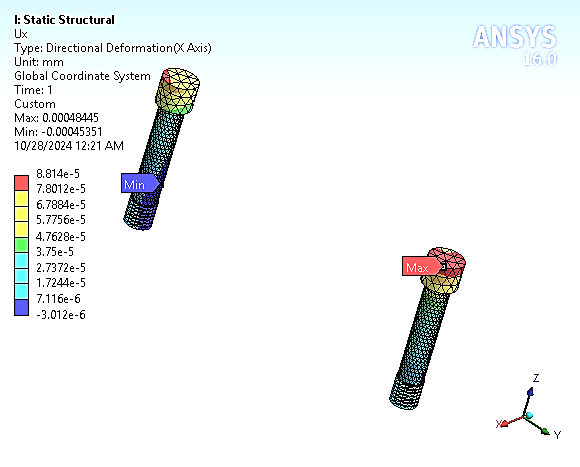 I: Static Structural
Ux
Type: Directional Deformation(X Axis)
Unit: mm
Global Coordinate System
Time: 1
Custom
Max: 0.00048445
Min: -0.00045351
10/28/2024 12:21 AM
ANSYS
16.0
8.814e-5
7.8012e-5
6.7884e-5
5.7756e-5
4.7628e-5
3.75e-5
2.7372e-5
1.7244e-5
7.116e-6
-3.012e-6
Min
Max
Z
X
Y